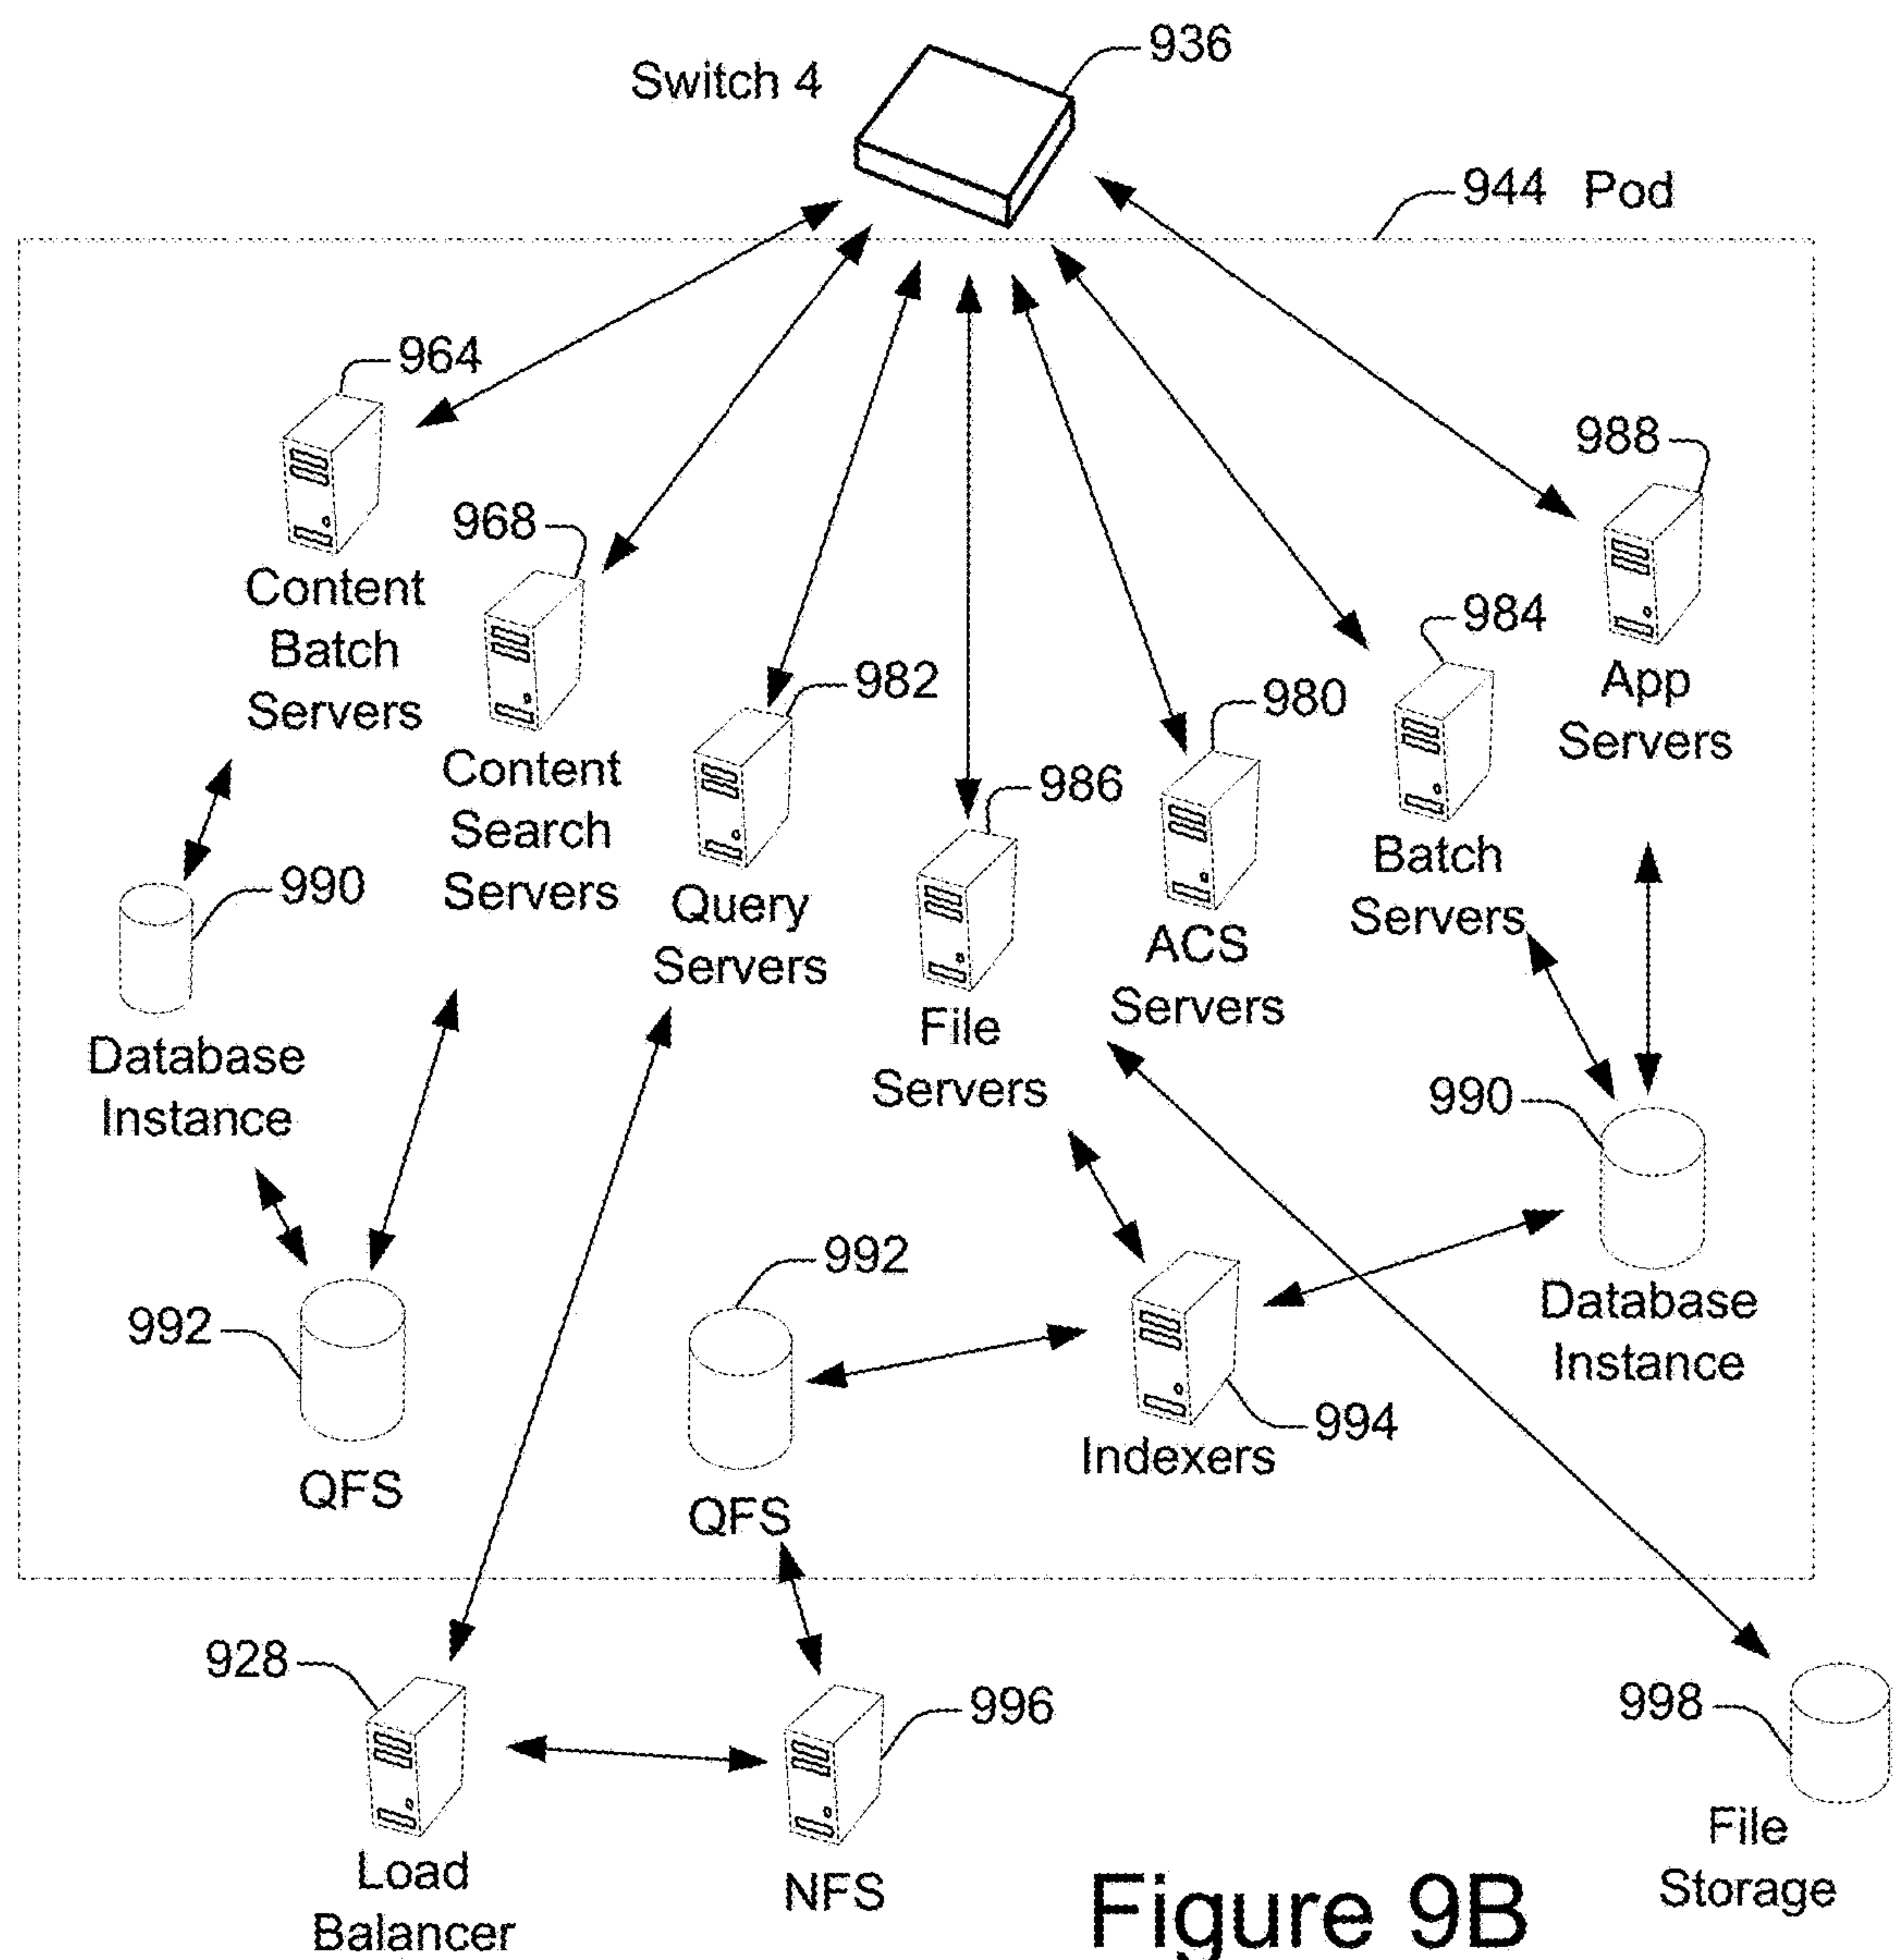 Switch 4
936
944 Pod
964
Content
Batch
Servers
968
Content
Search
Servers
982
Query
Servers
986
File
Servers
980
ACS
Servers
984
Batch
Servers
988
App
Servers
990
Database
Instance
990
Database
Instance
992
QFS
992
QFS
994
Indexers
928
Load
Balancer
996
NFS
998
File
Storage
Figure 9B